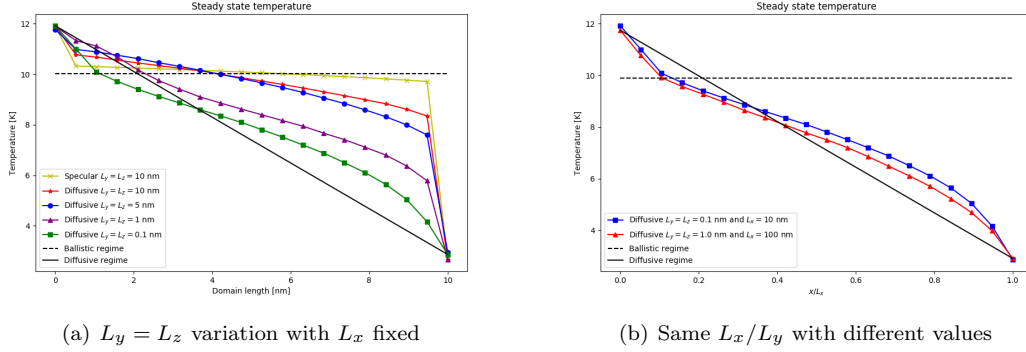 Steady state temperature
12
10
8
6
4
Temperature [K]
Specular L_y = L_z = 10 nm
Diffusive L_y = L_z = 10 nm
Diffusive L_y = L_z = 5 nm
Diffusive L_y = L_z = 1 nm
Diffusive L_y = L_z = 0.1 nm
Ballistic regime
Diffusive regime
0 2 4 6 8 10
Domain length [nm]
(a) L_y = L_z variation with L_x fixed
Steady state temperature
12
10
8
6
4
Temperature [K]
Diffusive L_y = L_z = 0.1 nm and L_x = 10 nm
Diffusive L_y = L_z = 1.0 nm and L_x = 100 nm
Ballistic regime
Diffusive regime
0.0 0.2 0.4 0.6 0.8 1.0
x/L_x
(b) Same L_x/L_y with different values